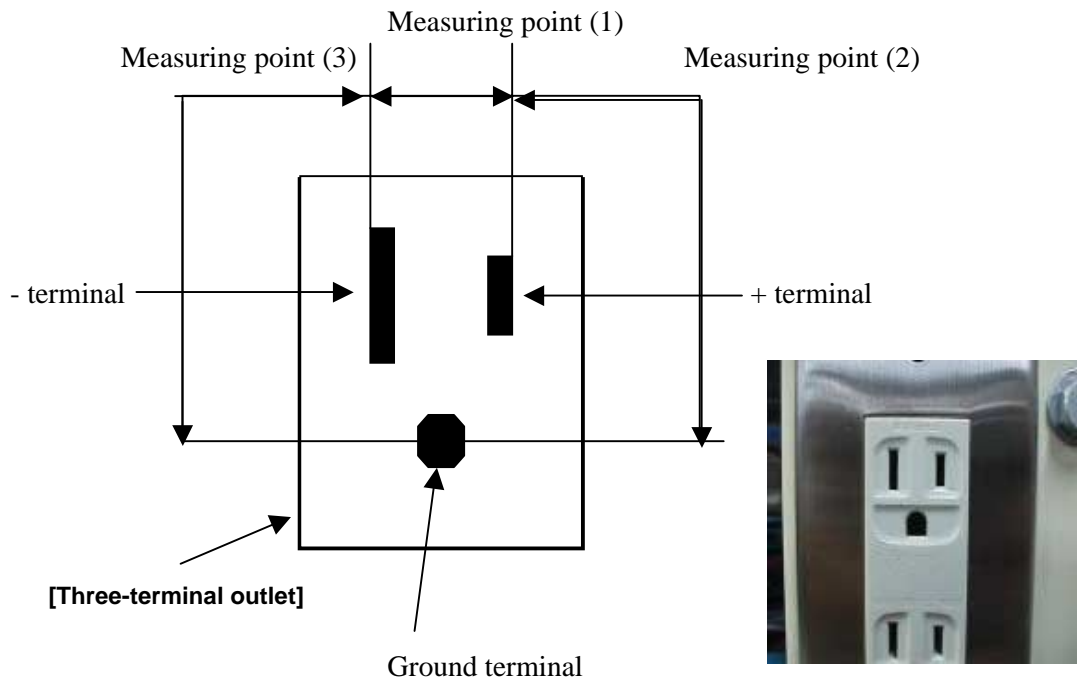 Measuring point (1)
Measuring point (3)
Measuring point (2)
- terminal
+ terminal
[Three-terminal outlet]
Ground terminal